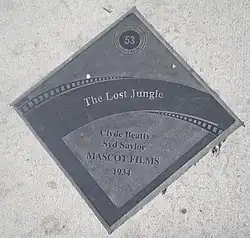 53
The Lost Jungle
Clyde Beatty
Syd Saylor
MASCOT FILMS
1934